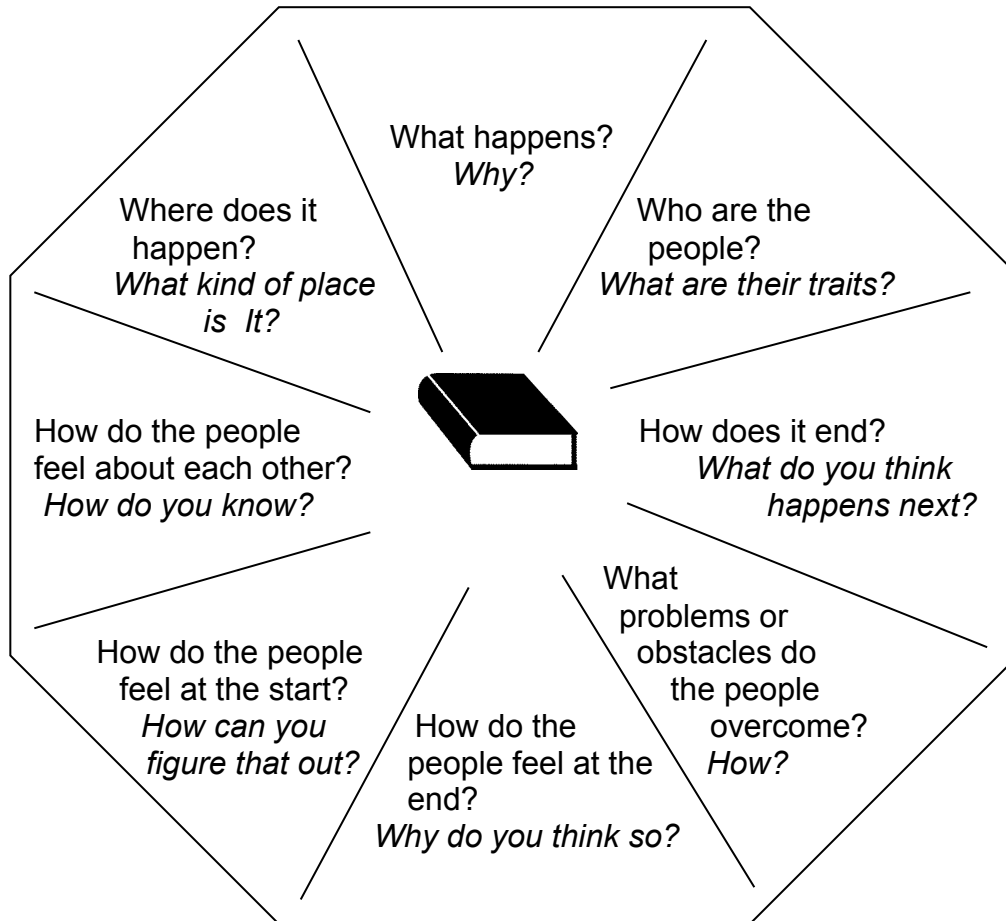 What happens?
Why?
Who are the
people?
What are their traits?
How does it end?
What do you think
happens next?
What
problems or
obstacles do
the people
overcome?
How?
How do the
people feel at the
end?
Why do you think so?
How do the people
feel at the start?
How can you
figure that out?
How do the people
feel about each other?
How do you know?
Where does it
happen?
What kind of place
is It?